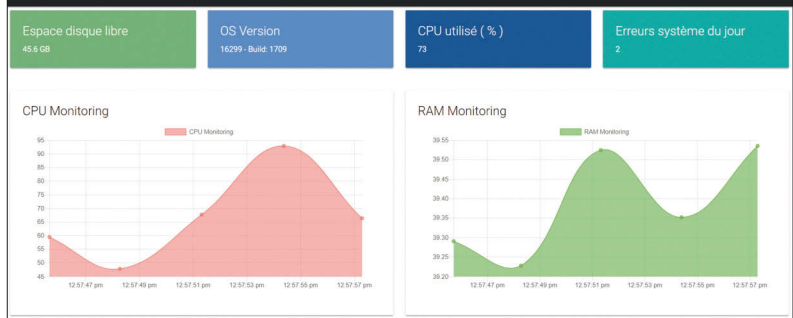 Espace disque libre
45.6 GB
OS Version
16299 - Build: 1709
CPU utilisé ( % )
73
Erreurs système du jour
2
CPU Monitoring
CPU Monitoring
95
90
85
80
75
70
65
60
55
50
45
12:57:47 pm 12:57:49 pm 12:57:51 pm 12:57:53 pm 12:57:55 pm 12:57:57 pm
RAM Monitoring
RAM Monitoring
39.55
39.50
39.45
39.40
39.35
39.30
39.25
39.20
12:57:47 pm 12:57:49 pm 12:57:51 pm 12:57:53 pm 12:57:55 pm 12:57:57 pm